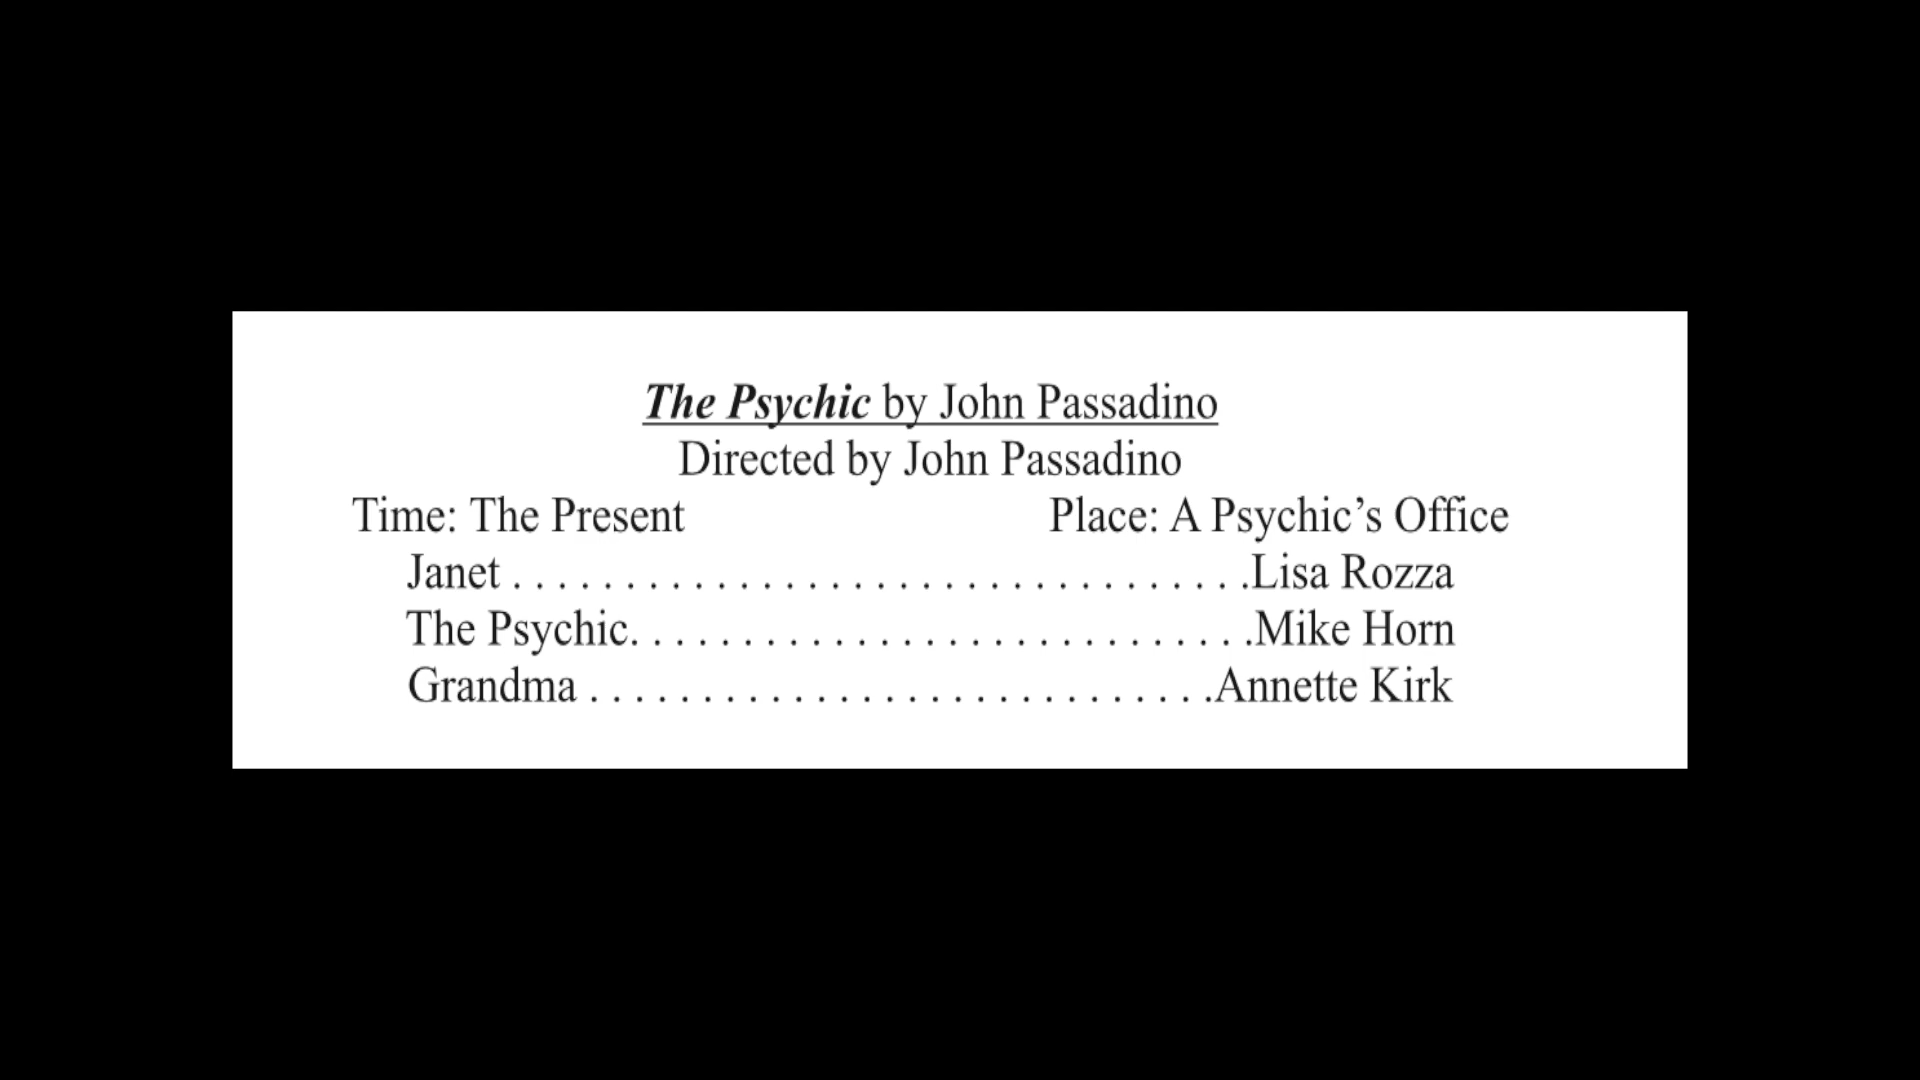 The Psychic by John Passadino
Directed by John Passadino
Time: The Present Place: A Psychic’s Office
Janet . . . . . . . . . . . . . . . . . . . . . . . . . . . . . . . . .Lisa Rozza
The Psychic. . . . . . . . . . . . . . . . . . . . . . . . . . . .Mike Horn
Grandma . . . . . . . . . . . . . . . . . . . . . . . . . . . .Annette Kirk